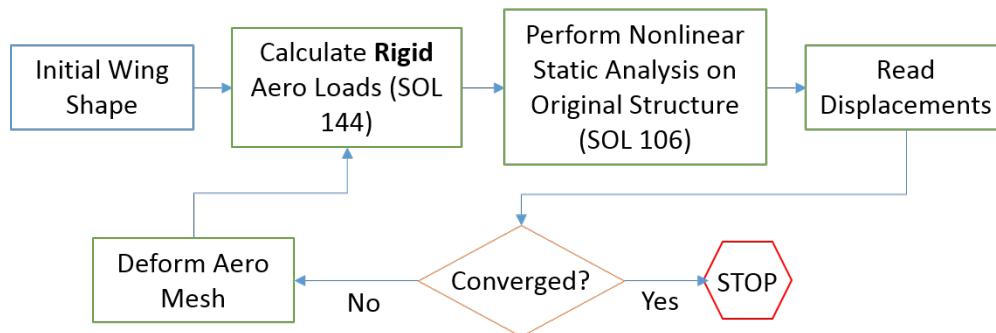 Initial Wing
Shape
Calculate Rigid
Aero Loads (SOL
144)
Perform Nonlinear
Static Analysis on
Original Structure
(SOL 106)
Read
Displacements
Converged?
No
Yes
Deform Aero
Mesh
STOP